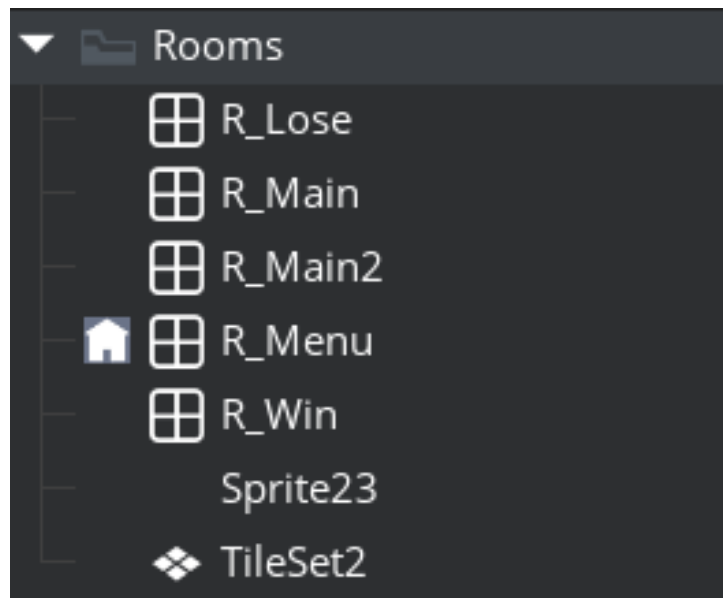 Rooms
R_Lose
R_Main
R_Main2
R_Menu
R_Win
Sprite23
TileSet2